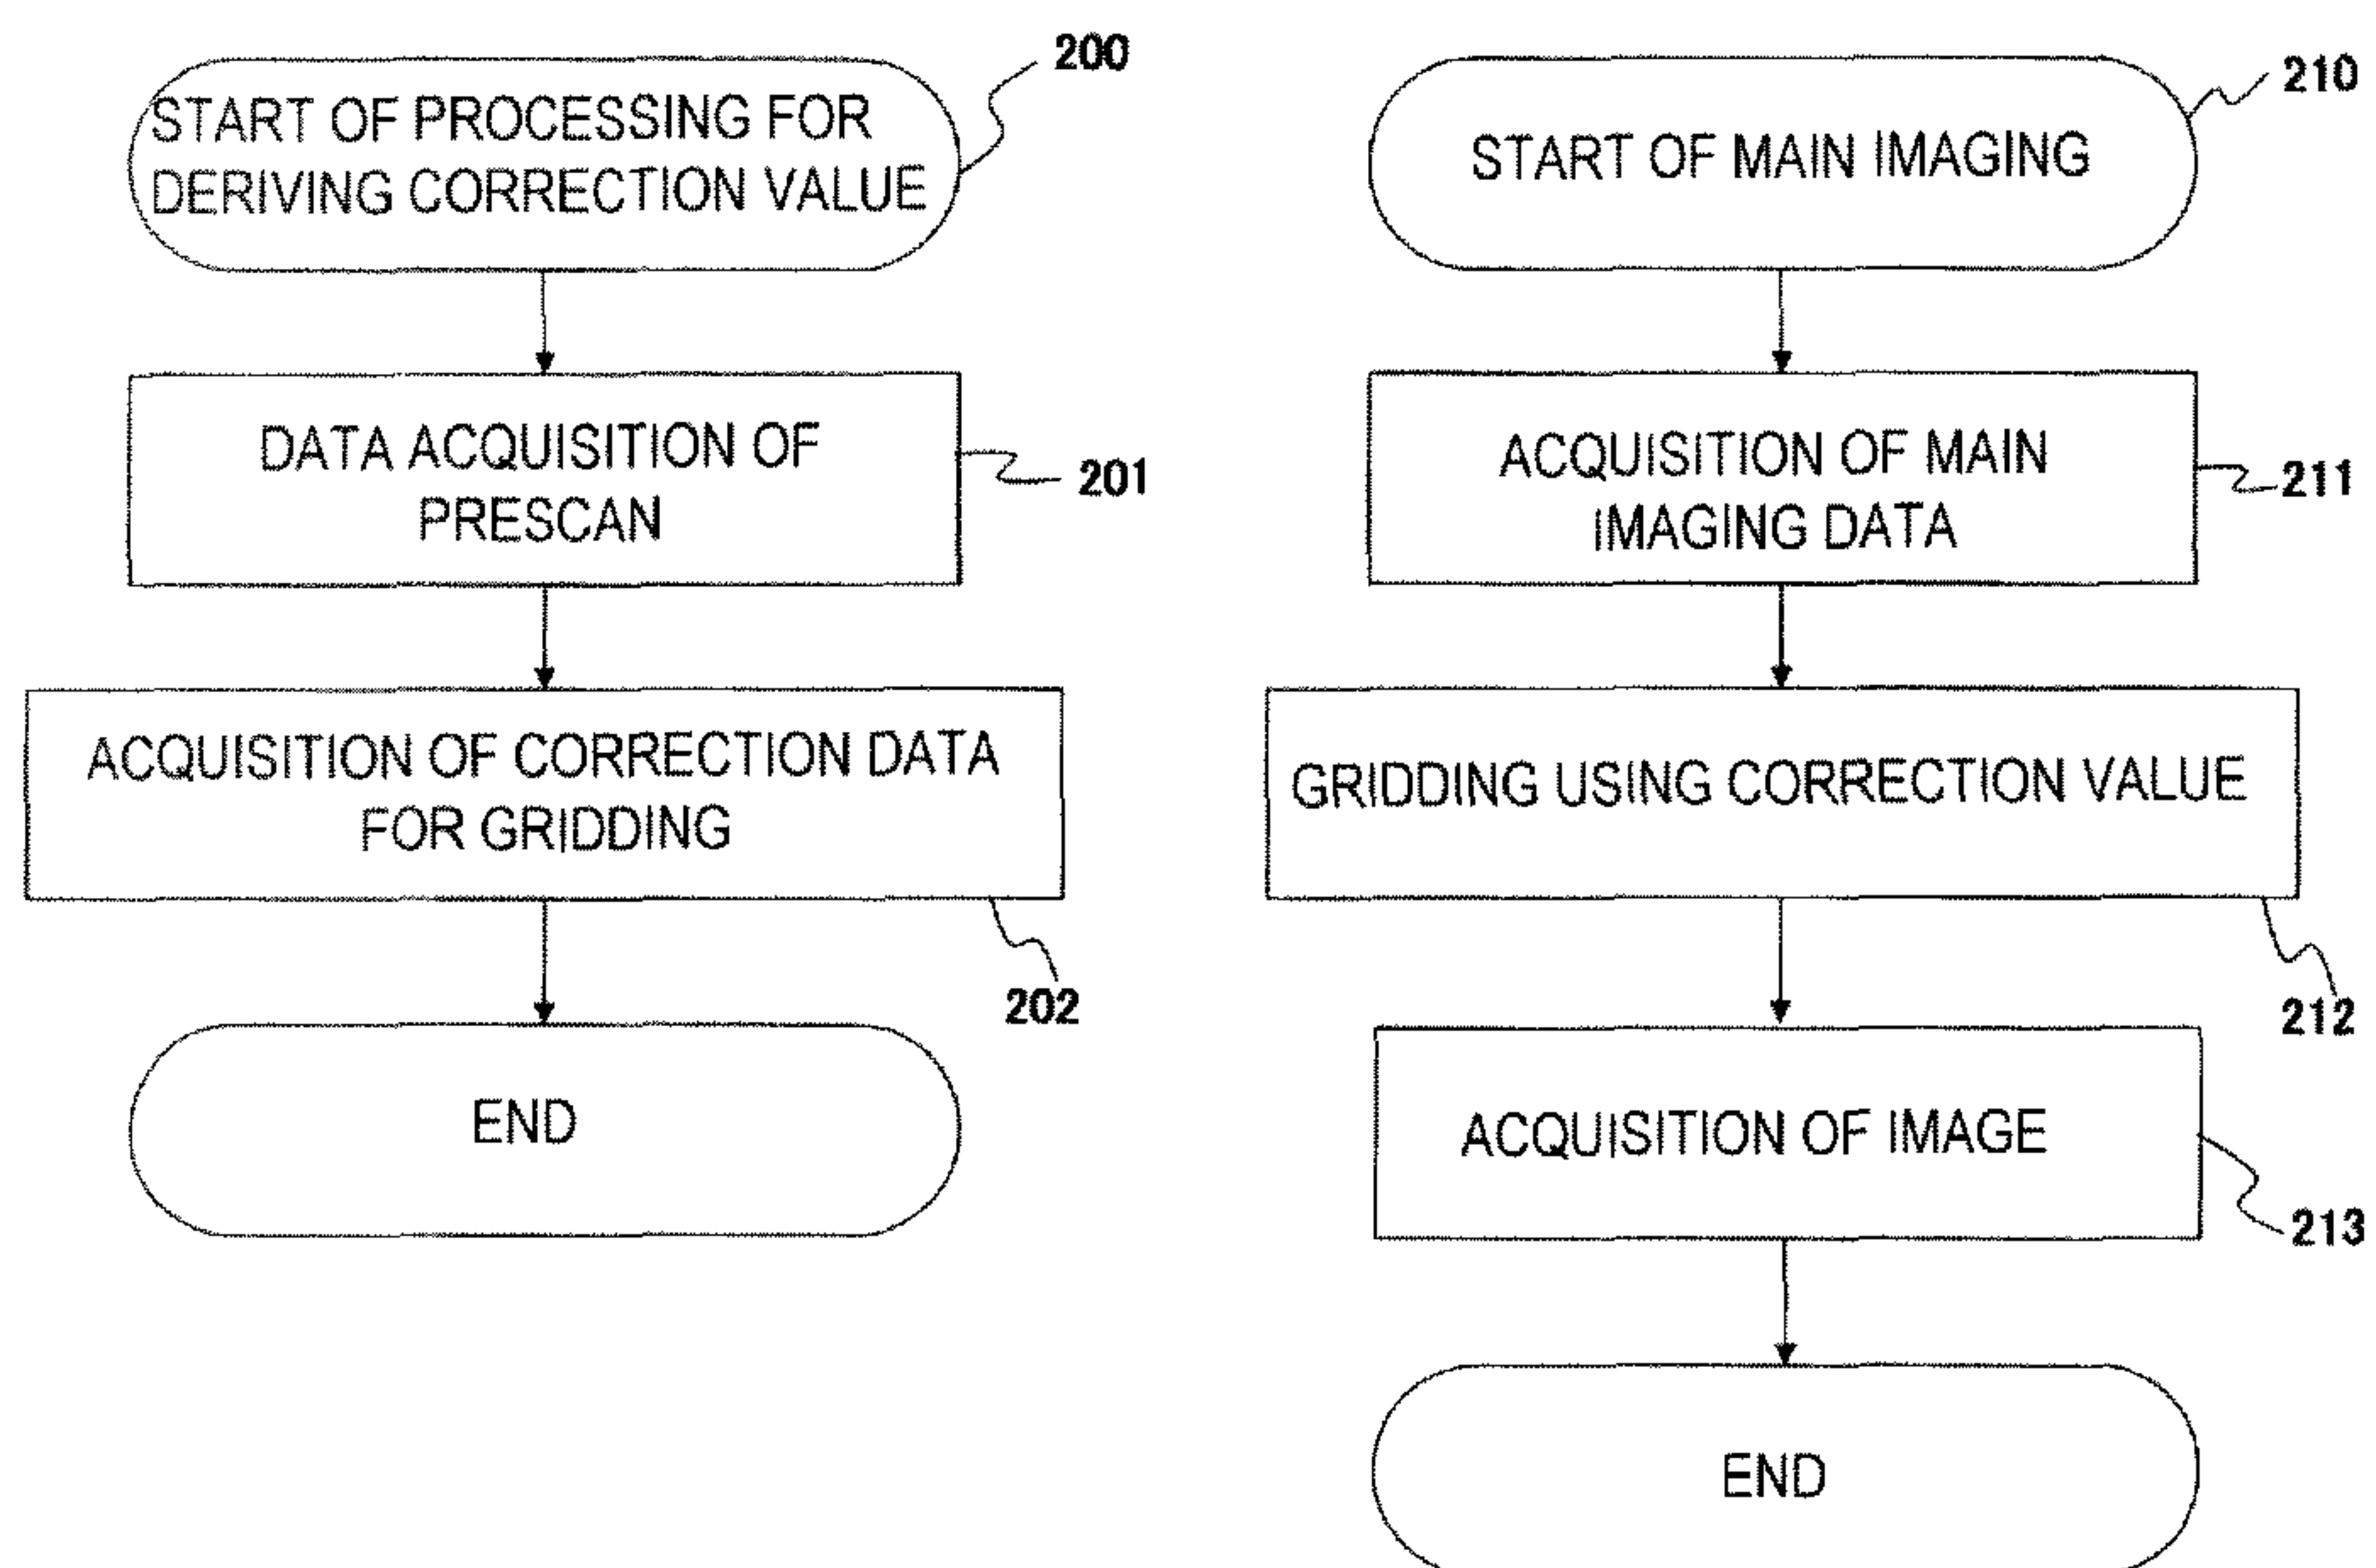 200
START OF PROCESSING FOR
DERIVING CORRECTION VALUE
DATA ACQUISITION OF
PRESCAN
201
ACQUISITION OF CORRECTION DATA
FOR GRIDDING
202
END
210
START OF MAIN IMAGING
ACQUISITION OF MAIN
IMAGING DATA
211
GRIDDING USING CORRECTION VALUE
212
ACQUISITION OF IMAGE
213
END